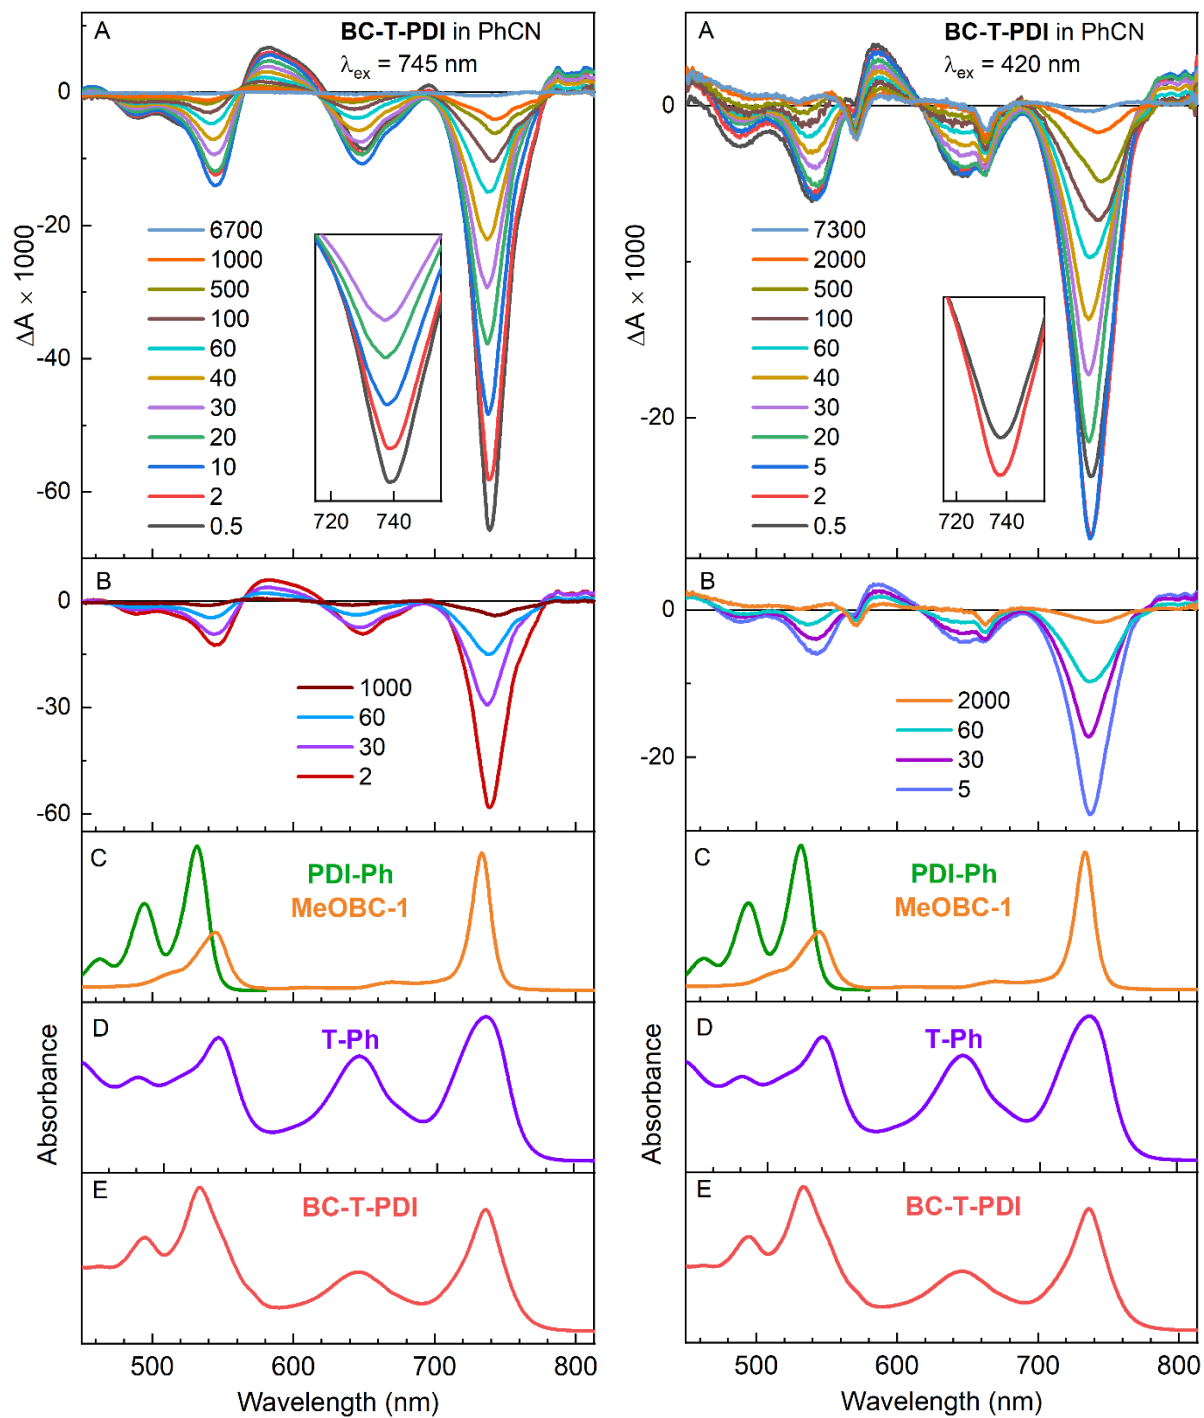 A
BC-T-PDI in PhCN
λex = 745 nm
0
-20
-40
-60
ΔA × 1000
6700
1000
500
100
60
40
30
20
10
2
0.5
720 740
B
0
-30
-60
1000
60
30
2
C
PDI-Ph
MeOBC-1
D
T-Ph
Absorbance
E
BC-T-PDI
500 600 700 800
Wavelength (nm)
A
BC-T-PDI in PhCN
λex = 420 nm
0
-20
ΔA × 1000
7300
2000
500
100
60
40
30
20
5
2
0.5
720 740
B
0
-20
2000
60
30
5
C
PDI-Ph
MeOBC-1
D
T-Ph
Absorbance
E
BC-T-PDI
500 600 700 800
Wavelength (nm)